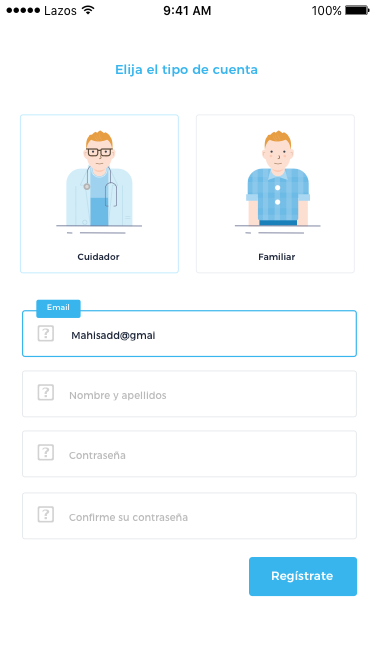 Lazos 9:41 AM 100%
Elija el tipo de cuenta
Cuidador Familiar
Email
Mahisadd@gmai
Nombre y apellidos
Contraseña
Confirme su contraseña
Regístrate